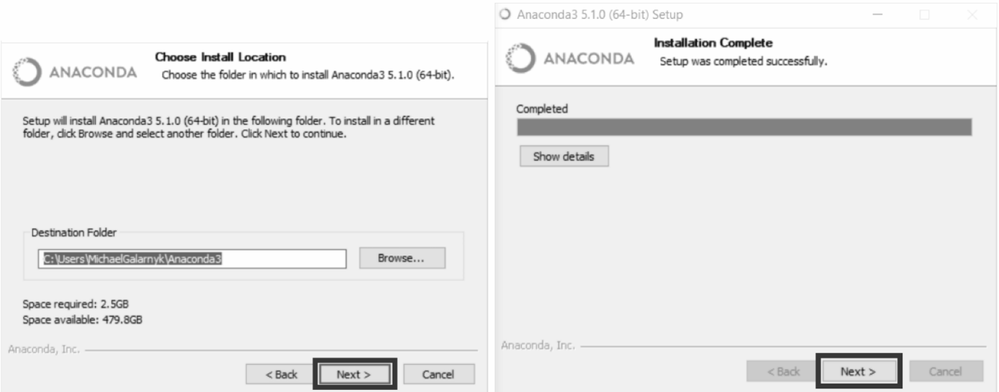 Choose Install Location
ANACONDA
Choose the folder in which to install Anaconda3 5.1.0 (64-bit).
Setup will install Anaconda3 5.1.0 (64-bit) in the following folder. To install in a different
folder, click Browse and select another folder. Click Next to continue.
Destination Folder
C:\Users\MichaelGalarnyk\Anaconda3
Browse...
Space required: 2.5GB
Space available: 479.8GB
Anaconda, Inc.
< Back
Next >
Cancel
Anaconda3 5.1.0 (64-bit) Setup
Installation Complete
ANACONDA
Setup was completed successfully.
Completed
Show details
Anaconda, Inc.
< Back
Next >
Cancel